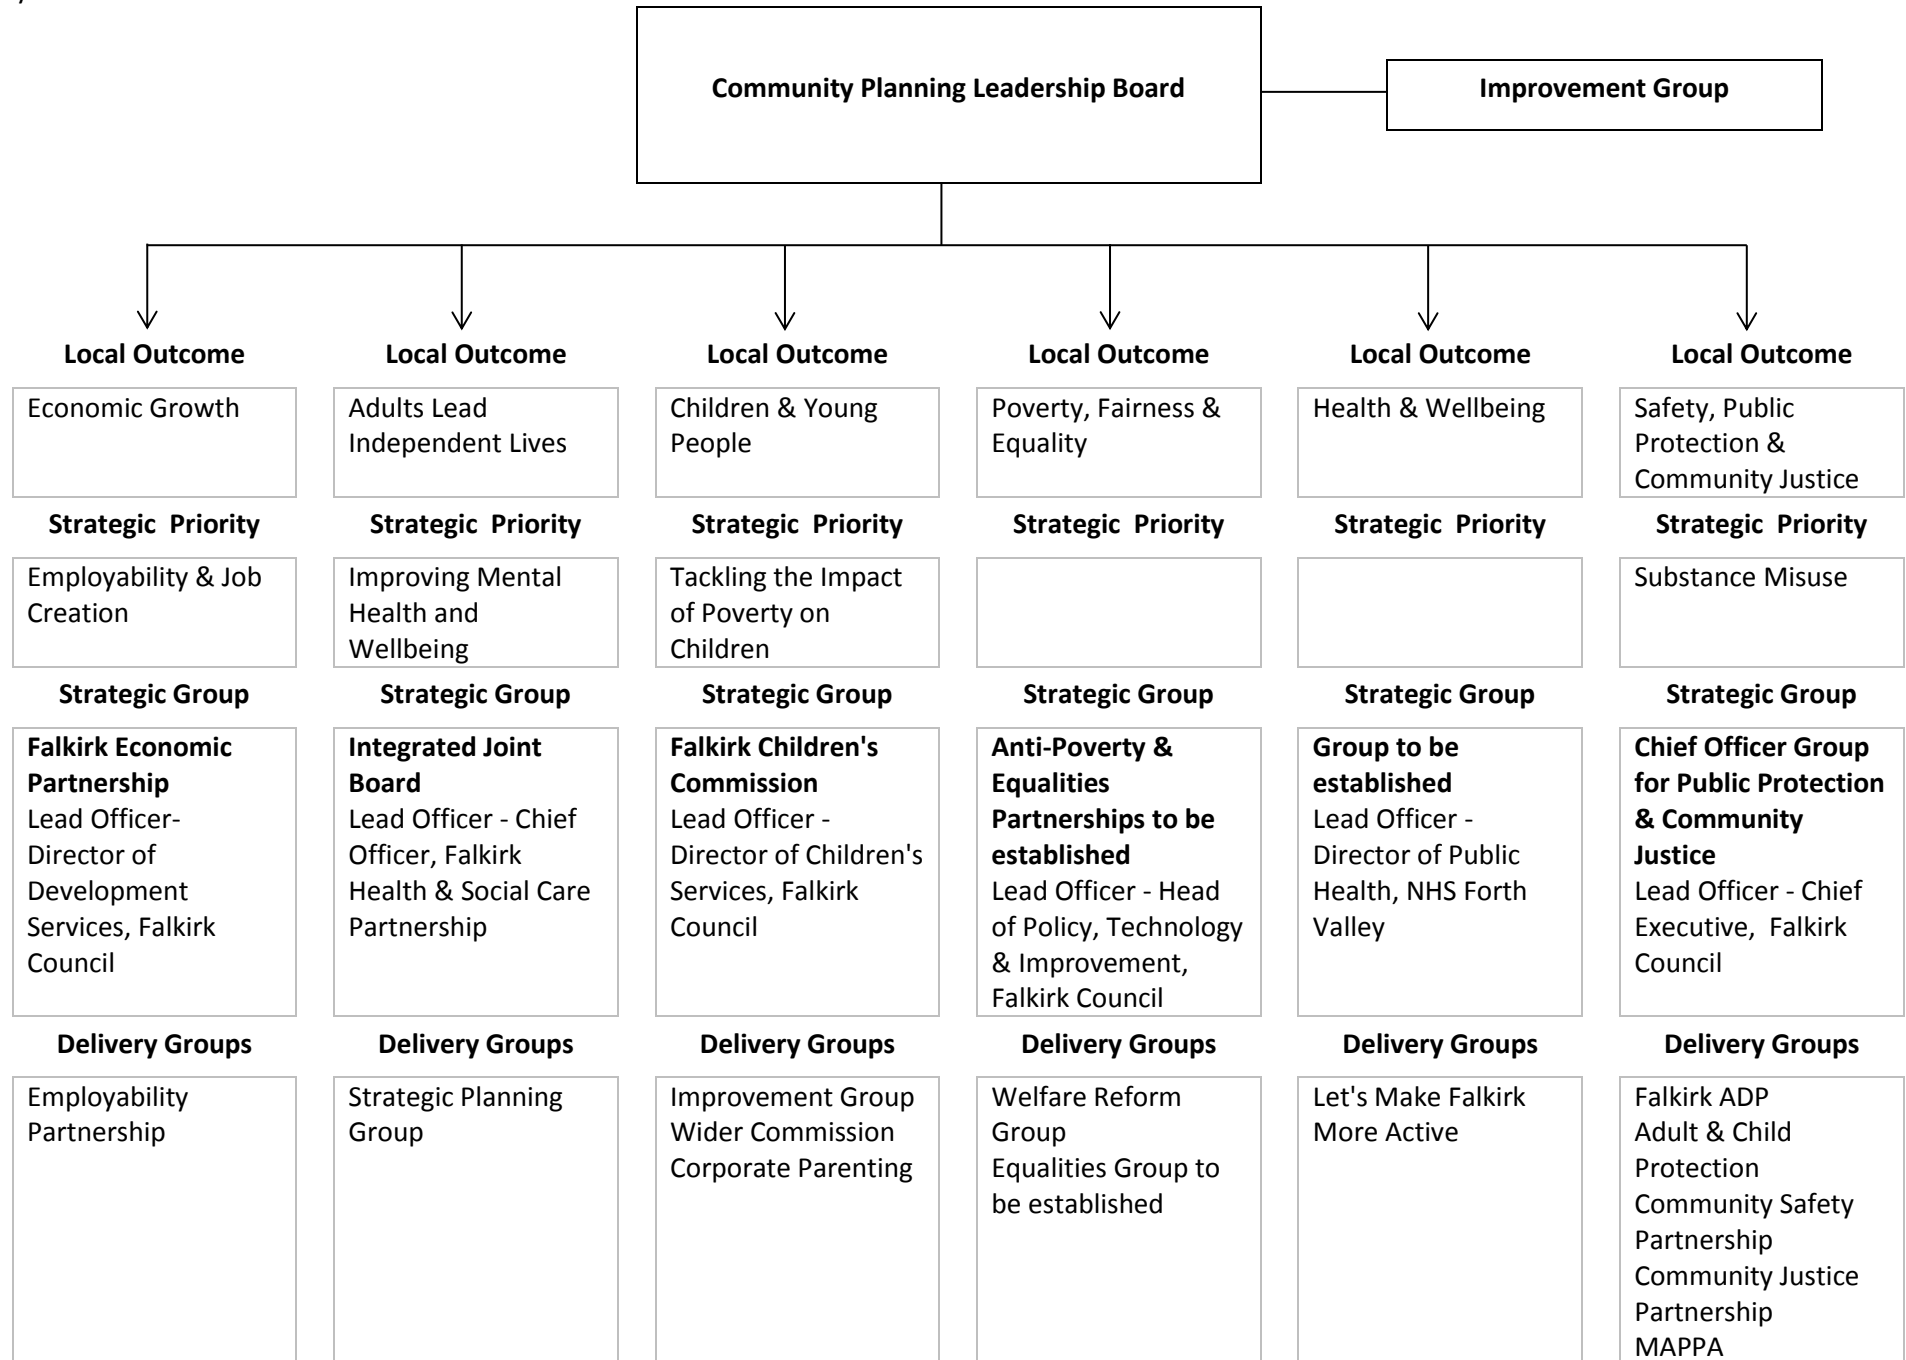 Community Planning Leadership Board
Improvement Group
Local Outcome
Economic Growth
Strategic Priority
Employability & Job
Creation
Strategic Group
Falkirk Economic
Partnership
Lead Officer-
Director of
Development
Services, Falkirk
Council
Delivery Groups
Employability
Partnership
Local Outcome
Adults Lead
Independent Lives
Strategic Priority
Improving Mental
Health and
Wellbeing
Strategic Group
Integrated Joint
Board
Lead Officer - Chief
Officer, Falkirk
Health & Social Care
Partnership
Delivery Groups
Strategic Planning
Group
Local Outcome
Children & Young
People
Strategic Priority
Tackling the Impact
of Poverty on
Children
Strategic Group
Falkirk Children's
Commission
Lead Officer -
Director of Children's
Services, Falkirk
Council
Delivery Groups
Improvement Group
Wider Commission
Corporate Parenting
Local Outcome
Poverty, Fairness &
Equality
Strategic Priority
Strategic Group
Anti-Poverty &
Equalities
Partnerships to be
established
Lead Officer - Head
of Policy, Technology
& Improvement,
Falkirk Council
Delivery Groups
Welfare Reform
Group
Equalities Group to
be established
Local Outcome
Health & Wellbeing
Strategic Priority
Strategic Group
Group to be
established
Lead Officer -
Director of Public
Health, NHS Forth
Valley
Delivery Groups
Let's Make Falkirk
More Active
Local Outcome
Safety, Public
Protection &
Community Justice
Strategic Priority
Substance Misuse
Strategic Group
Chief Officer Group
for Public Protection
& Community
Justice
Lead Officer - Chief
Executive, Falkirk
Council
Delivery Groups
Falkirk ADP
Adult & Child
Protection
Community Safety
Partnership
Community Justice
Partnership
MAPPA